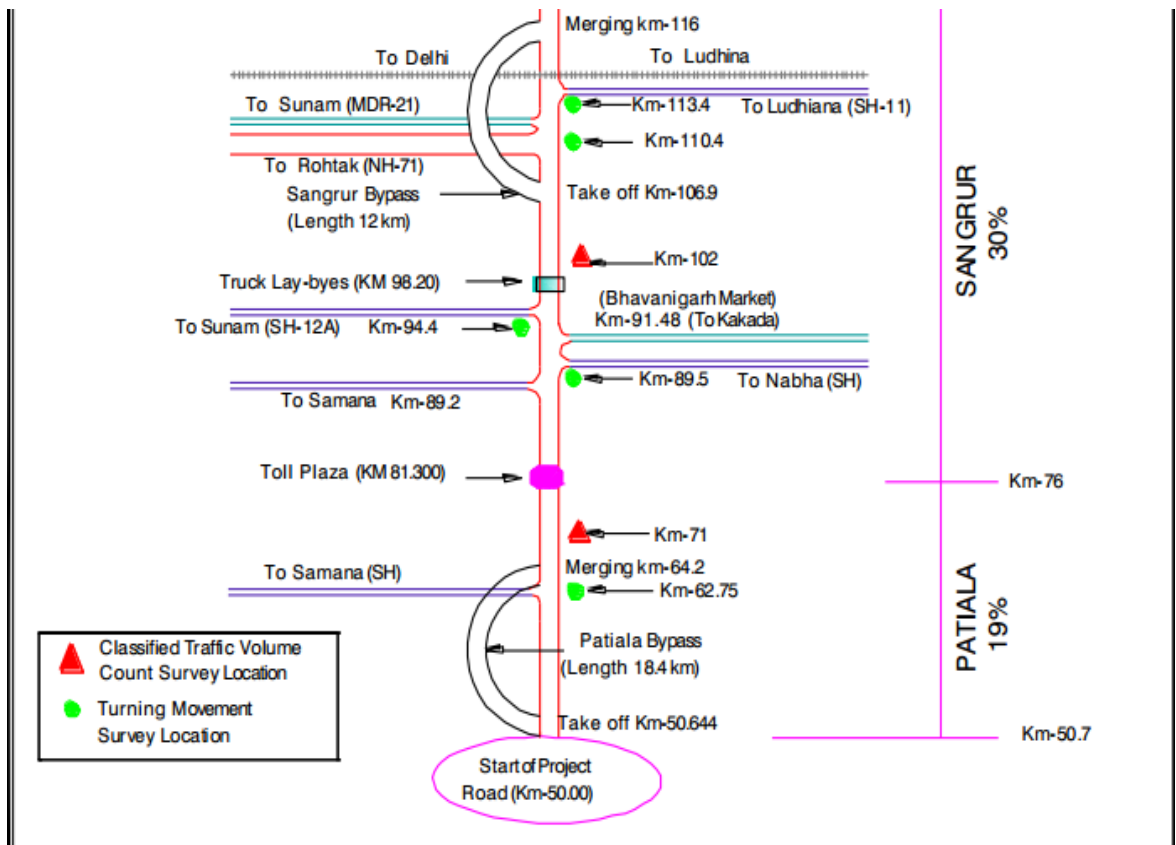 Merging km-116
To Delhi
To Ludhina
To Sunam (MDR-21)
Km-113.4
To Ludhiana (SH-11)
Km-110.4
To Rohtak (NH-71)
Sangrur Bypass
(Length 12 km)
Take off Km-106.9
SANGRUR
30%
Km-102
Truck Lay-byes (KM 98.20)
(Bhavanigarh Market)
Km-91.48 (To Kakada)
To Sunam (SH-12A)
Km-94.4
Km-89.5
To Nabha (SH)
To Samana Km-89.2
Toll Plaza (KM 81.300)
Km-76
Km-71
Merging km-64.2
To Samana (SH)
Km-62.75
PATIALA
19%
Patiala Bypass
(Length 18.4 km)
Classified Traffic Volume
Count Survey Location
Turning Movement
Survey Location
Take off Km-50.644
Km-50.7
Start of Project
Road (Km-50.00)